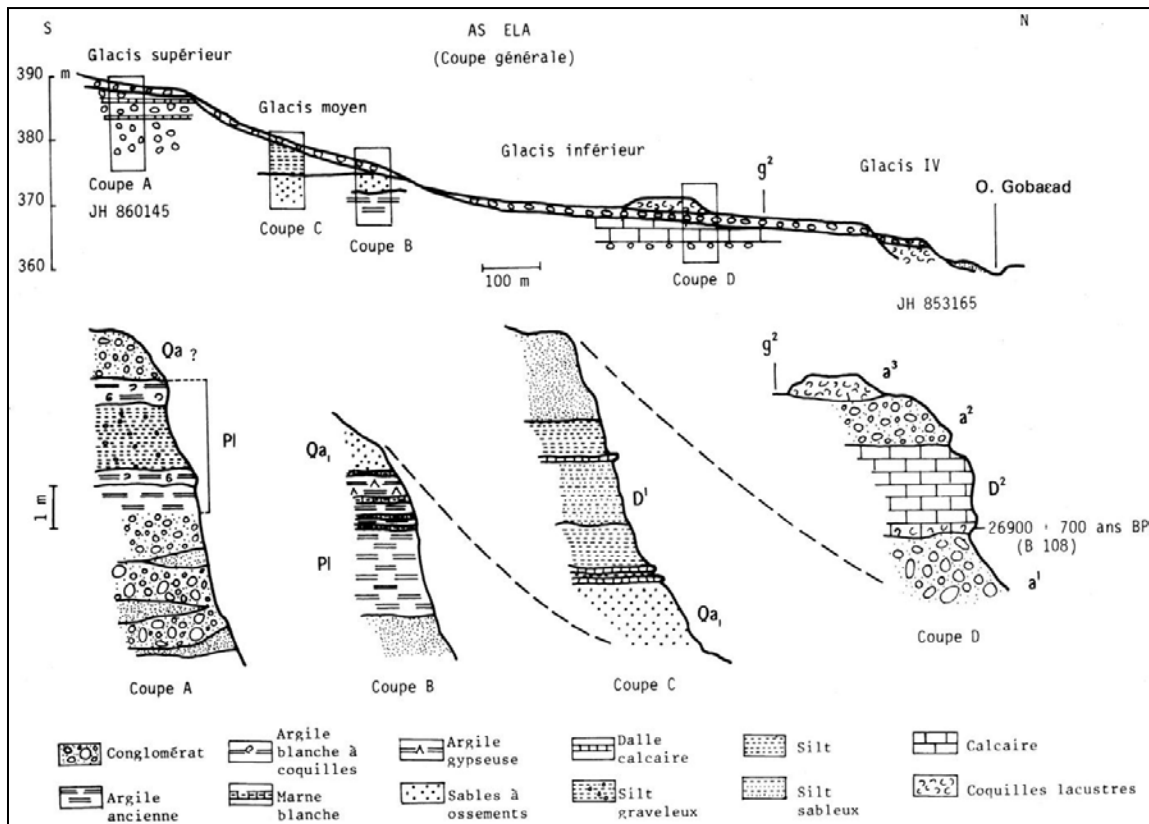 S
AS ELA
N
(Coupe générale)
Glacis supérieur
390 m
380
370
360
Glacis moyen
Glacis inférieur
g²
Glacis IV
O. Gobaɛad
Coupe A
JH 860145
Coupe C
Coupe B
Coupe D
100 m
JH 853165
Qa ?
Pl
1 m
Coupe A
Qa₁
Pl
Coupe B
D¹
Qa₁
Coupe C
g²
a³
a²
D²
26900 ± 700 ans BP
(B 108)
a¹
Coupe D
Conglomérat
Argile
blanche à
coquilles
Argile
gypseuse
Dalle
calcaire
Silt
Calcaire
Argile
ancienne
Marne
blanche
Sables à
ossements
Silt
graveleux
Silt
sableux
Coquilles lacustres